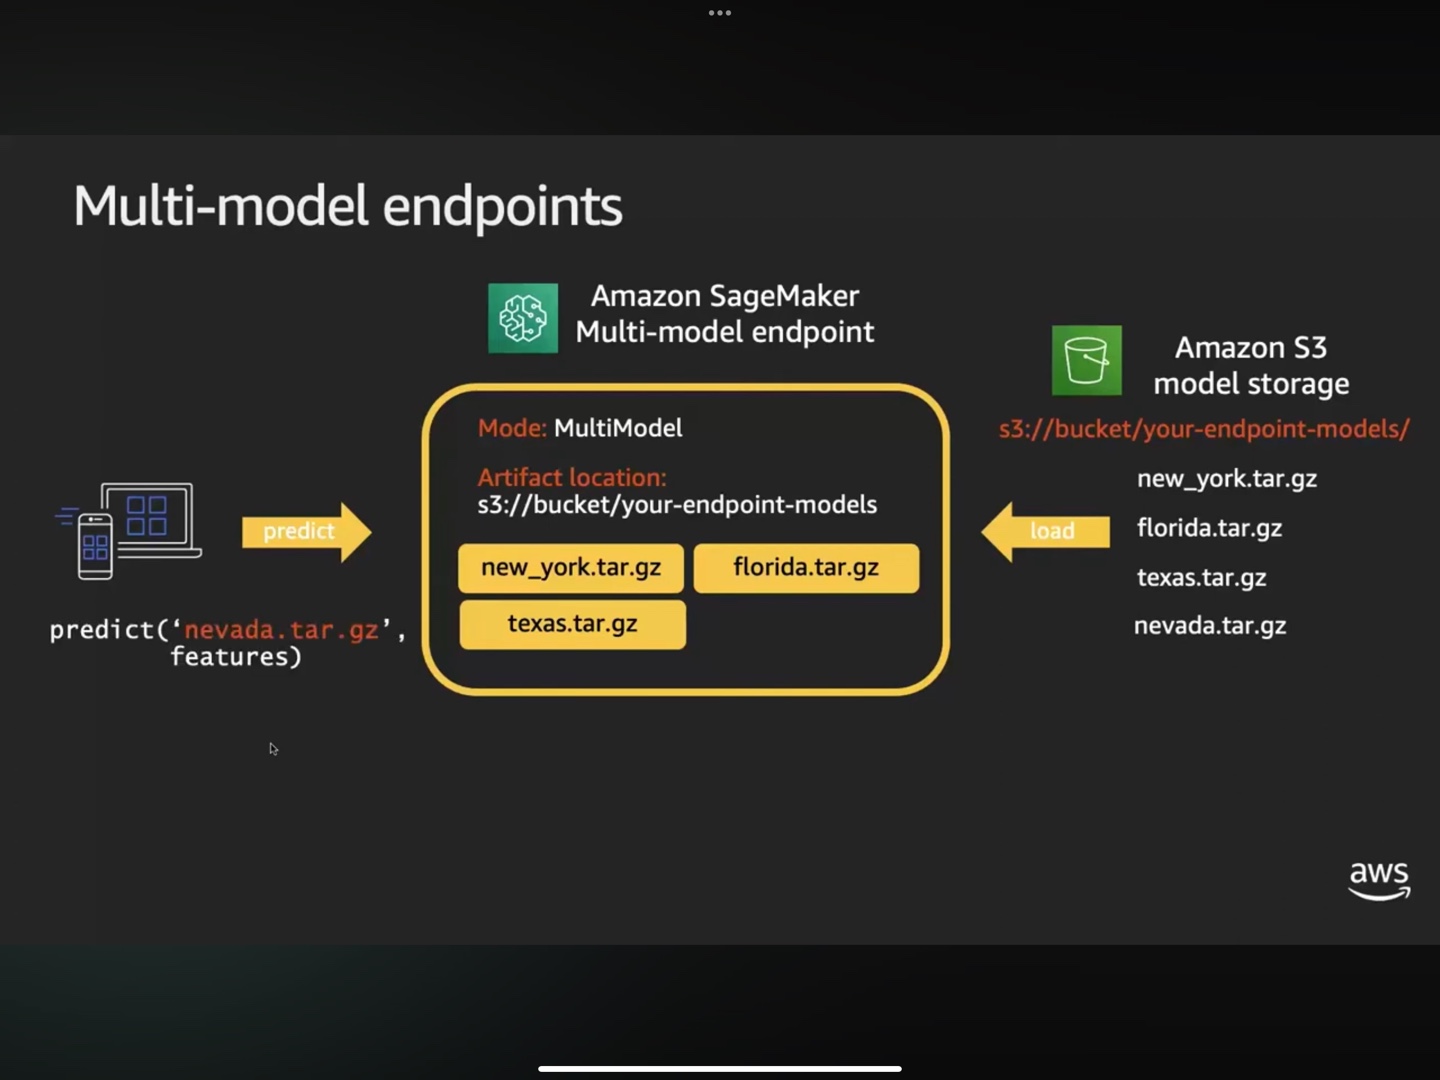 Multi-model endpoints
Amazon SageMaker
Multi-model endpoint
Amazon S3
model storage
s3://bucket/your-endpoint-models/
new_york.tar.gz
florida.tar.gz
texas.tar.gz
nevada.tar.gz
load
Mode: MultiModel
Artifact location:
s3://bucket/your-endpoint-models
new_york.tar.gz
florida.tar.gz
texas.tar.gz
predict
predict(‘nevada.tar.gz’,
features)
aws